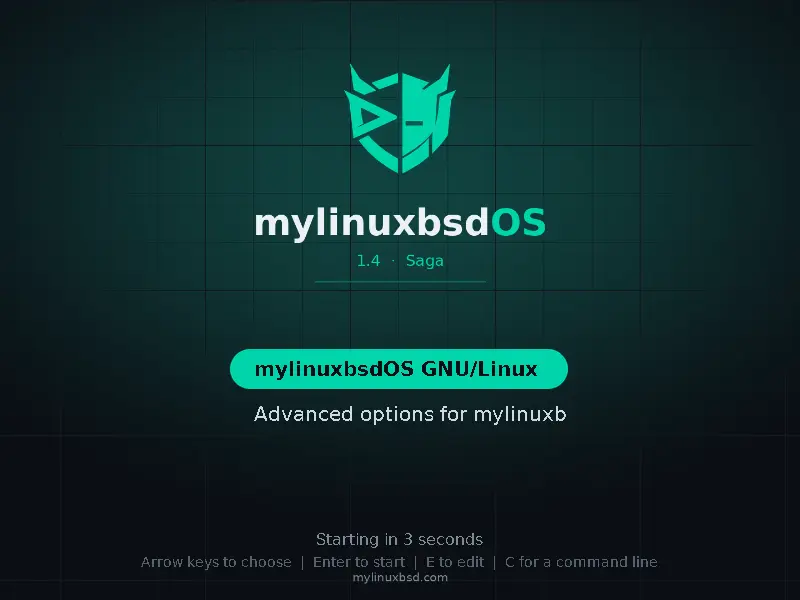 mylinuxbsdOS
1.4 · Saga
mylinuxbsdOS GNU/Linux
Advanced options for mylinuxb
Starting in 3 seconds
Arrow keys to choose | Enter to start | E to edit | C for a command line
mylinuxbsd.com